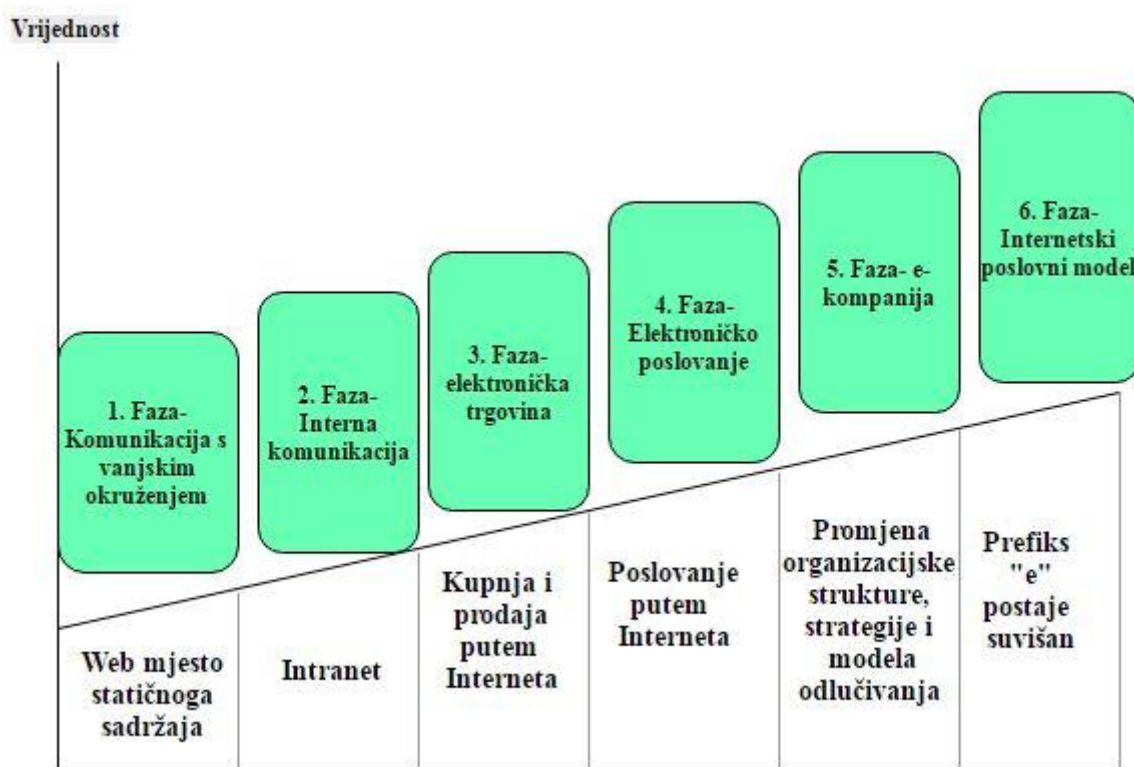 Vrijednost
1. Faza-
Komunikacija s
vanjskim
okruženjem
2. Faza-
Interna
komunikacija
3. Faza-
elektronička
trgovina
4. Faza-
Elektroničko
poslovanje
5. Faza- e-
kompanija
6. Faza-
Internetski
poslovni model
Web mjesto
statičnoga
sadržaja
Intranet
Kupnja i
prodaja
putem
Interneta
Poslovanje
putem
Interneta
Promjena
organizacijske
strukture,
strategije i
modela
odlučivanja
Prefiks
"e"
postaje
suvišan